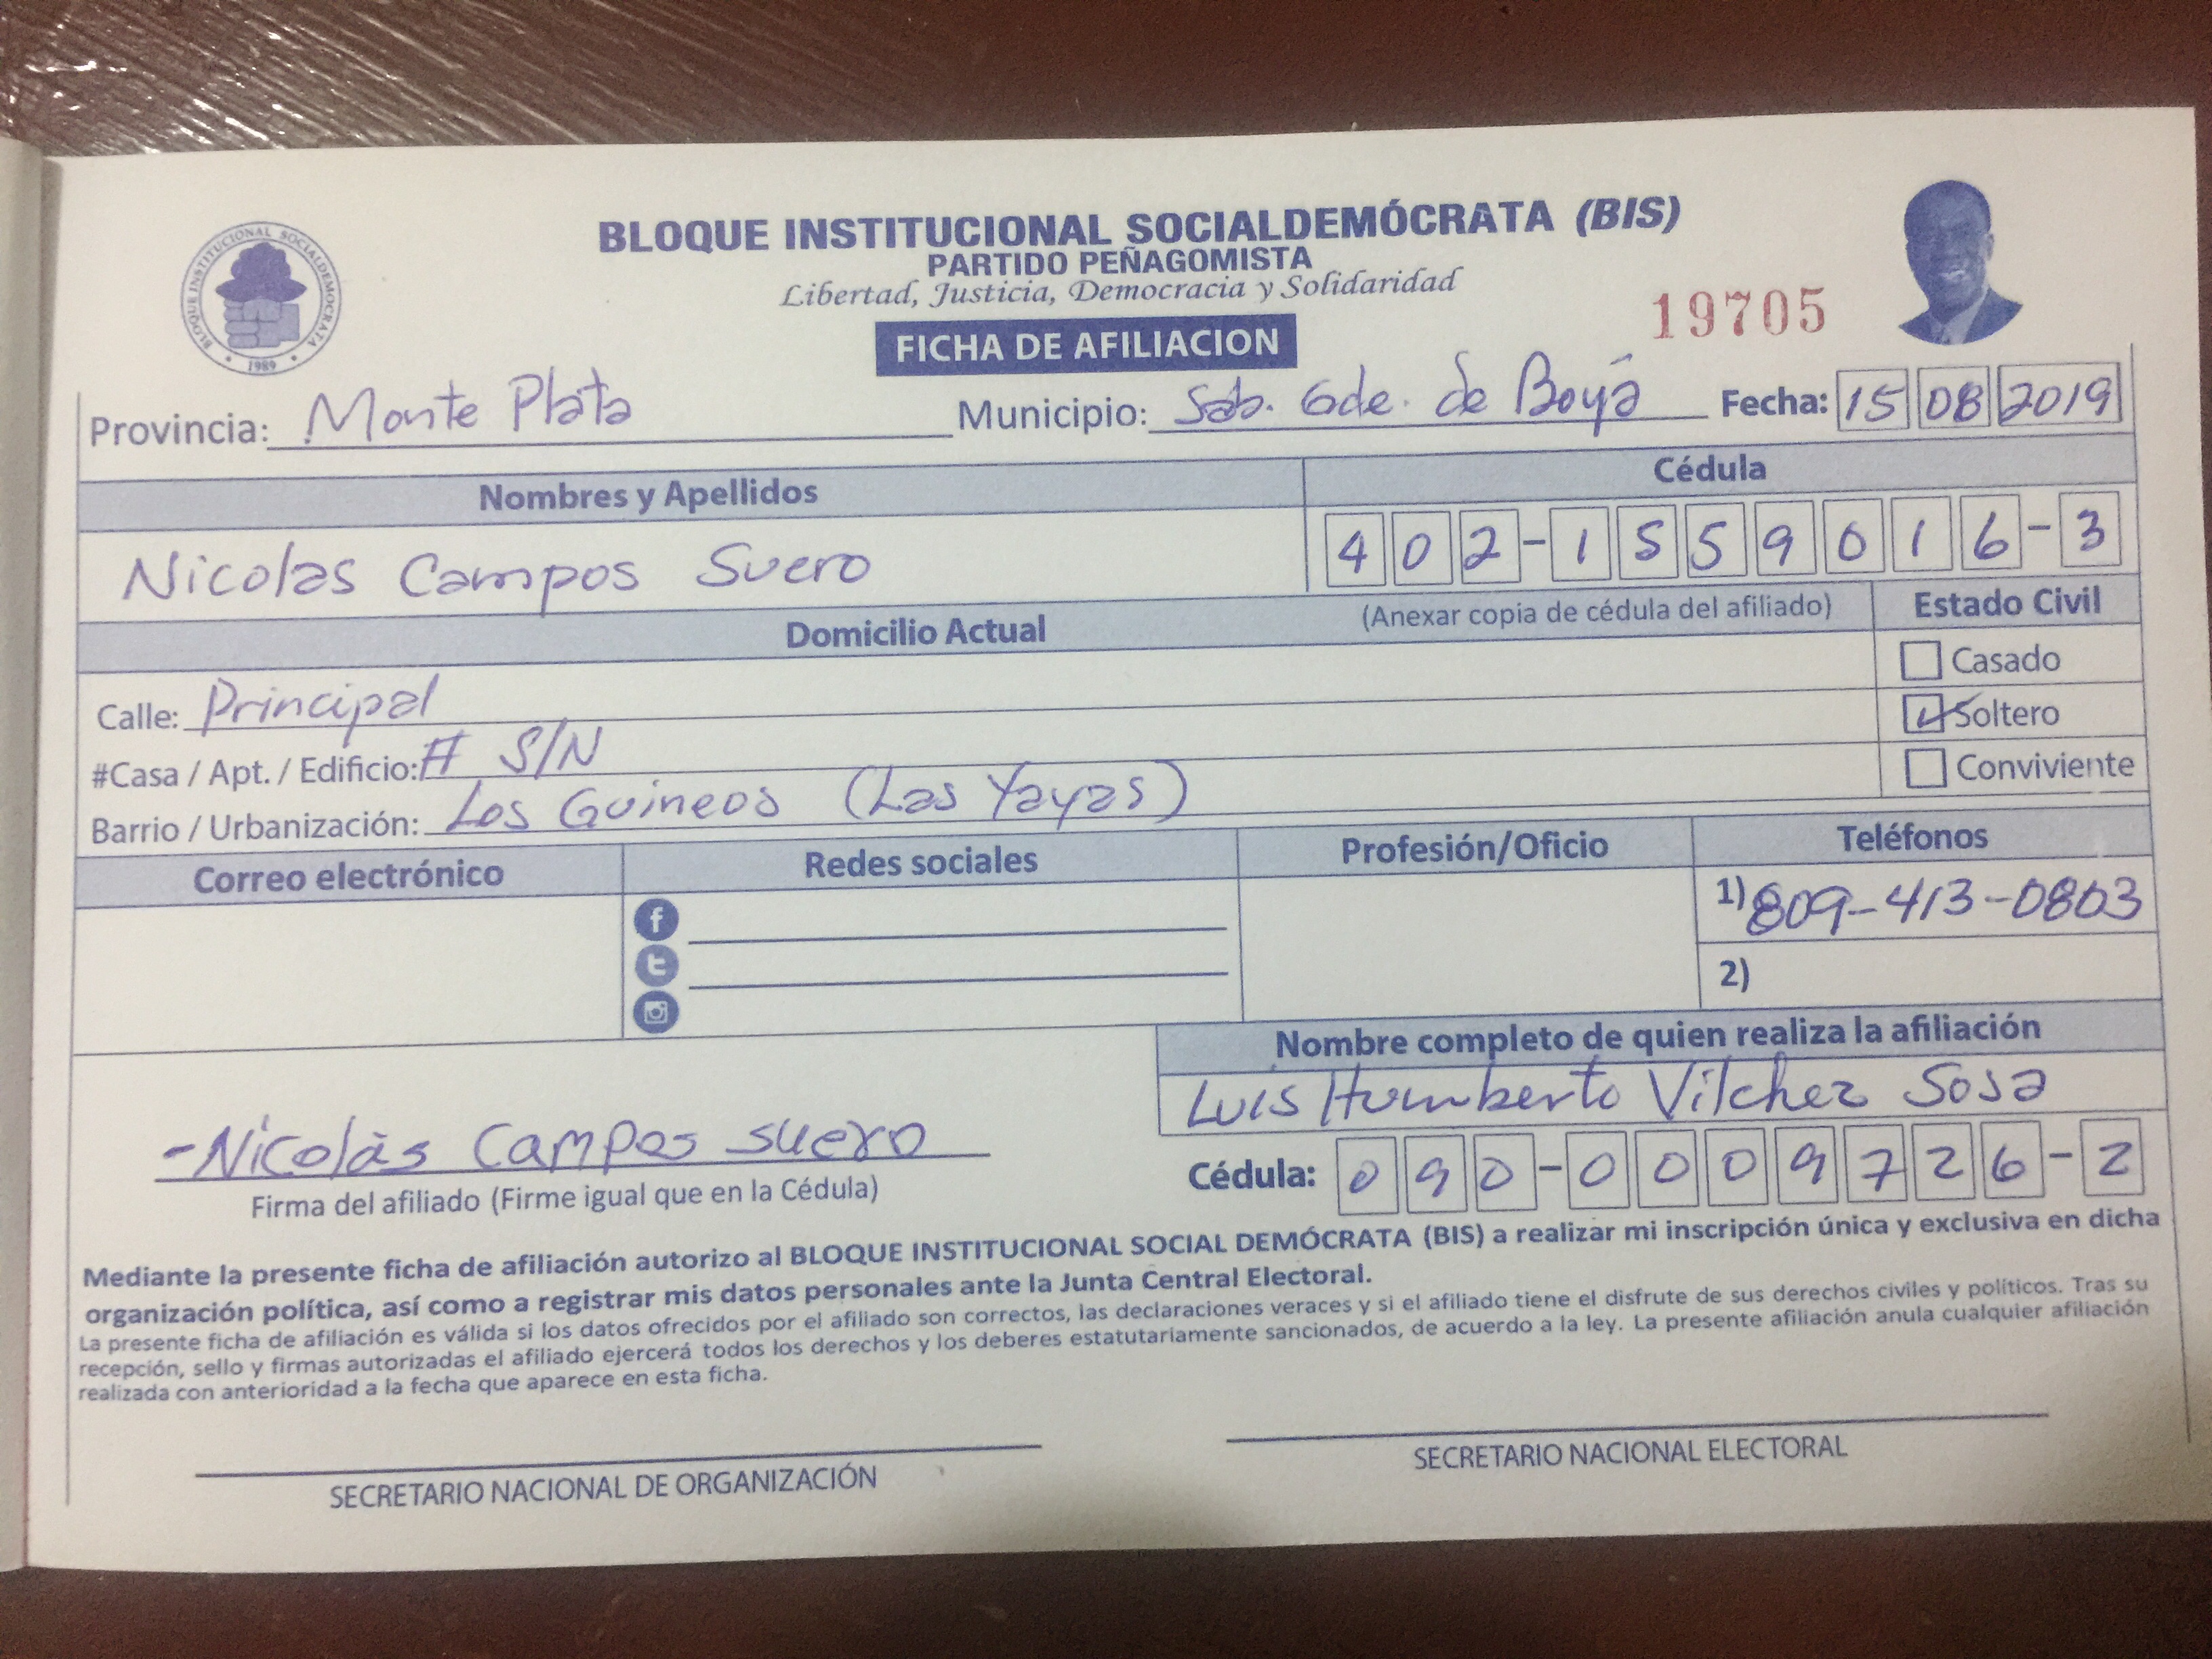 BLOQUE INSTITUCIONAL SOCIALDEMOCRATA
1989
BLOQUE INSTITUCIONAL SOCIALDEMÓCRATA (BIS)
PARTIDO PEÑAGOMISTA
Libertad, Justicia, Democracia y Solidaridad
19705
FICHA DE AFILIACION
Provincia: Monte Plata Municipio: Sab. Gde. de Boyá Fecha: 15 08 2019
Nombres y Apellidos Cédula
Nicolas Campos Suero 402-1559016-3
Domicilio Actual (Anexar copia de cédula del afiliado) Estado Civil
Casado
Calle: Principal Soltero
#Casa / Apt. / Edificio: # S/N Conviviente
Barrio / Urbanización: Los Guineos (Las Yayas)
Correo electrónico Redes sociales Profesión/Oficio Teléfonos
1) 809-413-0803
2)
Nombre completo de quien realiza la afiliación
Luis Humberto Vilchez Sosa
-Nicolás Campos suero
Cédula: 090-0009726-2
Firma del afiliado (Firme igual que en la Cédula)
Mediante la presente ficha de afiliación autorizo al BLOQUE INSTITUCIONAL SOCIAL DEMÓCRATA (BIS) a realizar mi inscripción única y exclusiva en dicha
organización política, así como a registrar mis datos personales ante la Junta Central Electoral.
La presente ficha de afiliación es válida si los datos ofrecidos por el afiliado son correctos, las declaraciones veraces y si el afiliado tiene el disfrute de sus derechos civiles y políticos. Tras su
recepción, sello y firmas autorizadas el afiliado ejercerá todos los derechos y los deberes estatutariamente sancionados, de acuerdo a la ley. La presente afiliación anula cualquier afiliación
realizada con anterioridad a la fecha que aparece en esta ficha.
SECRETARIO NACIONAL DE ORGANIZACIÓN SECRETARIO NACIONAL ELECTORAL